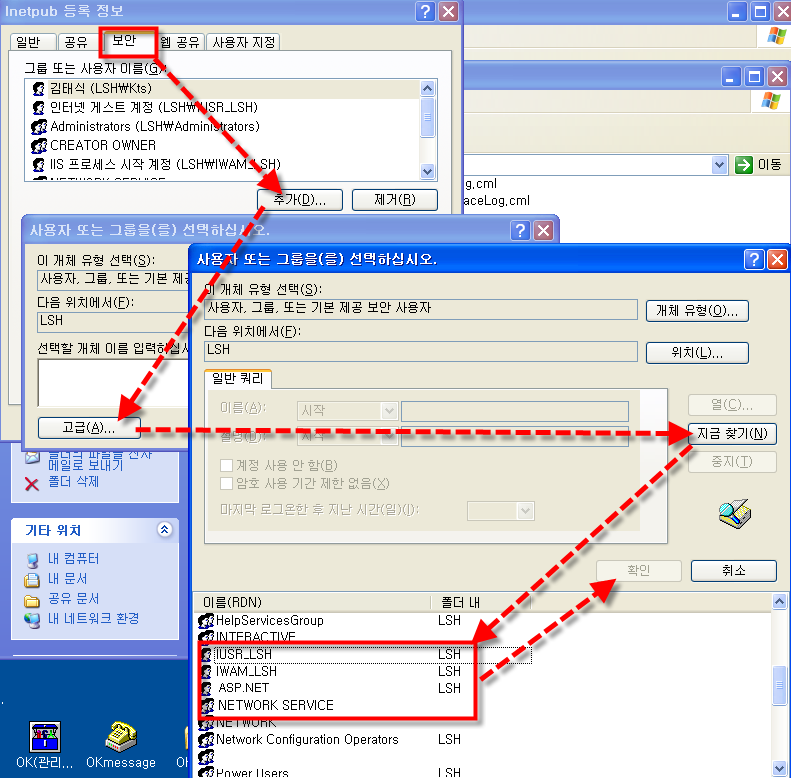 Inetpub 등록 정보
일반
공유
보안
웹 공유
사용자 지정
그룹 또는 사용자 이름(G):
김태식 (LSH₩Kts)
인터넷 게스트 계정 (LSH₩IUSR_LSH)
Administrators (LSH₩Administrators)
CREATOR OWNER
IIS 프로세스 시작 계정 (LSH₩IWAM_LSH)
NETWORK SERVICE
추가(D)...
제거(R)
이동
g.cml
aceLog.cml
사용자 또는 그룹을(를) 선택하십시오.
이 개체 유형 선택(S):
사용자, 그룹, 또는 기본 제공
다음 위치에서(F):
LSH
선택할 개체 이름 입력하십시
고급(A)...
사용자 또는 그룹을(를) 선택하십시오.
이 개체 유형 선택(S):
사용자, 그룹, 또는 기본 제공 보안 사용자
개체 유형(O)...
다음 위치에서(F):
LSH
위치(L)...
일반 쿼리
이름(A):
시작
열(C)...
설명(D):
시작
지금 찾기(N)
계정 사용 안 함(B)
중지(T)
암호 사용 기간 제한 없음(X)
마지막 로그온한 후 지난 시간(일)(I):
확인
취소
이름(RDN)
폴더 내
HelpServicesGroup
LSH
INTERACTIVE
IUSR_LSH
LSH
IWAM_LSH
LSH
ASP.NET
LSH
NETWORK SERVICE
NETWORK
Network Configuration Operators
LSH
Power Users
LSH
폴더의 파일을 전자
메일로 보내기
폴더 삭제
기타 위치
내 컴퓨터
내 문서
공유 문서
내 네트워크 환경
OK(관리...
OKmessage
OK